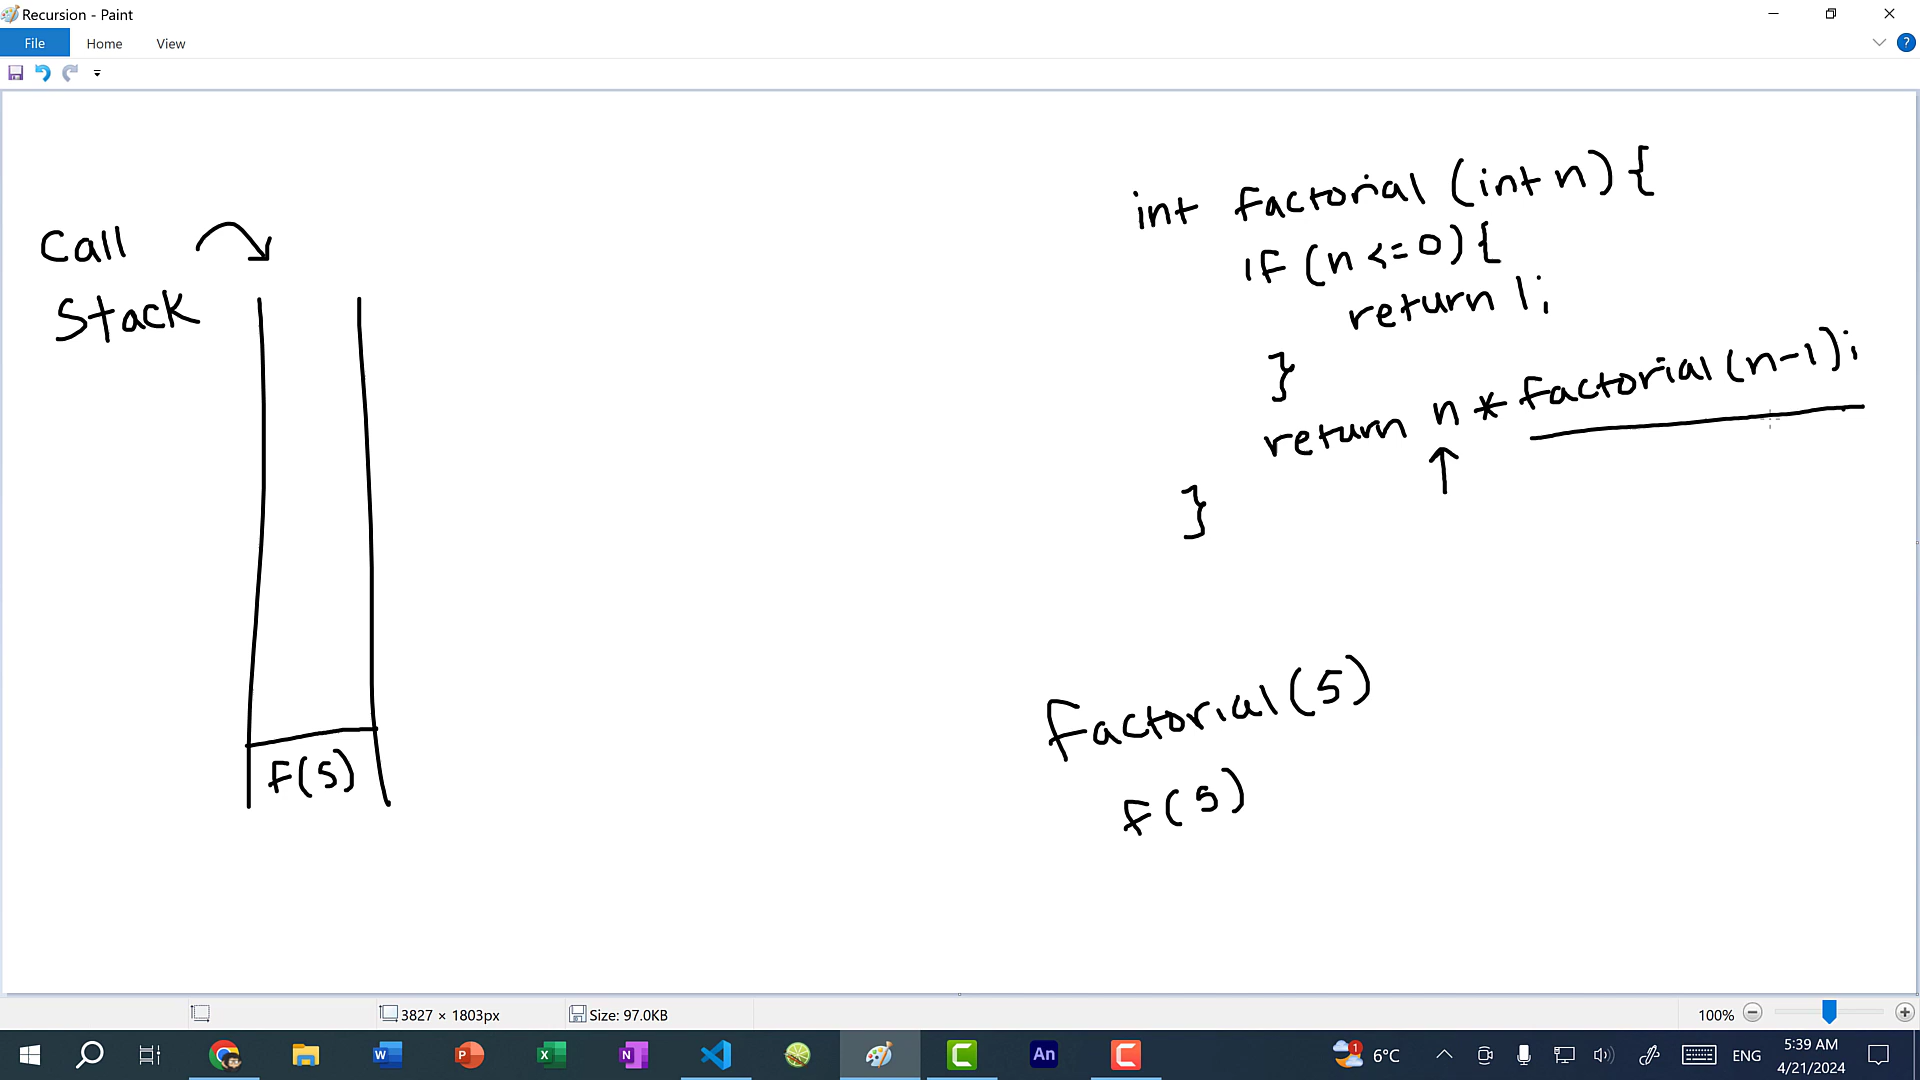 Recursion - Paint
File Home View
Call
Stack
F(5)
int factorial (int n) {
if (n <= 0) {
return 1;
}
return n * factorial (n-1);
}
factorial (5)
f(5)
3827 × 1803px
Size: 97.0KB
100%
6°C
ENG
5:39 AM
4/21/2024